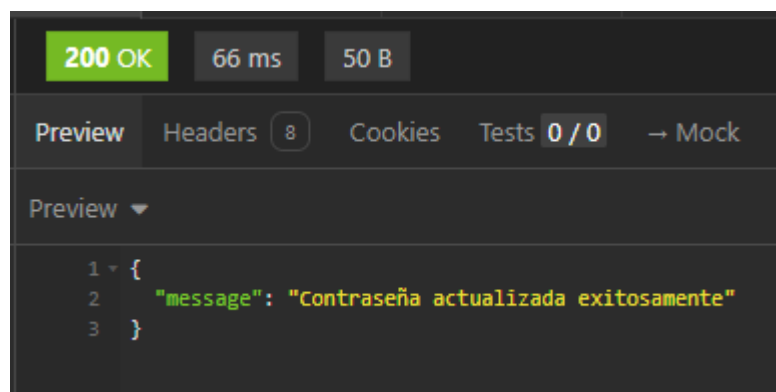 200 OK 66 ms 50 B
Preview Headers 8 Cookies Tests 0 / 0 → Mock
Preview
1 {
2 "message": "Contraseña actualizada exitosamente"
3 }